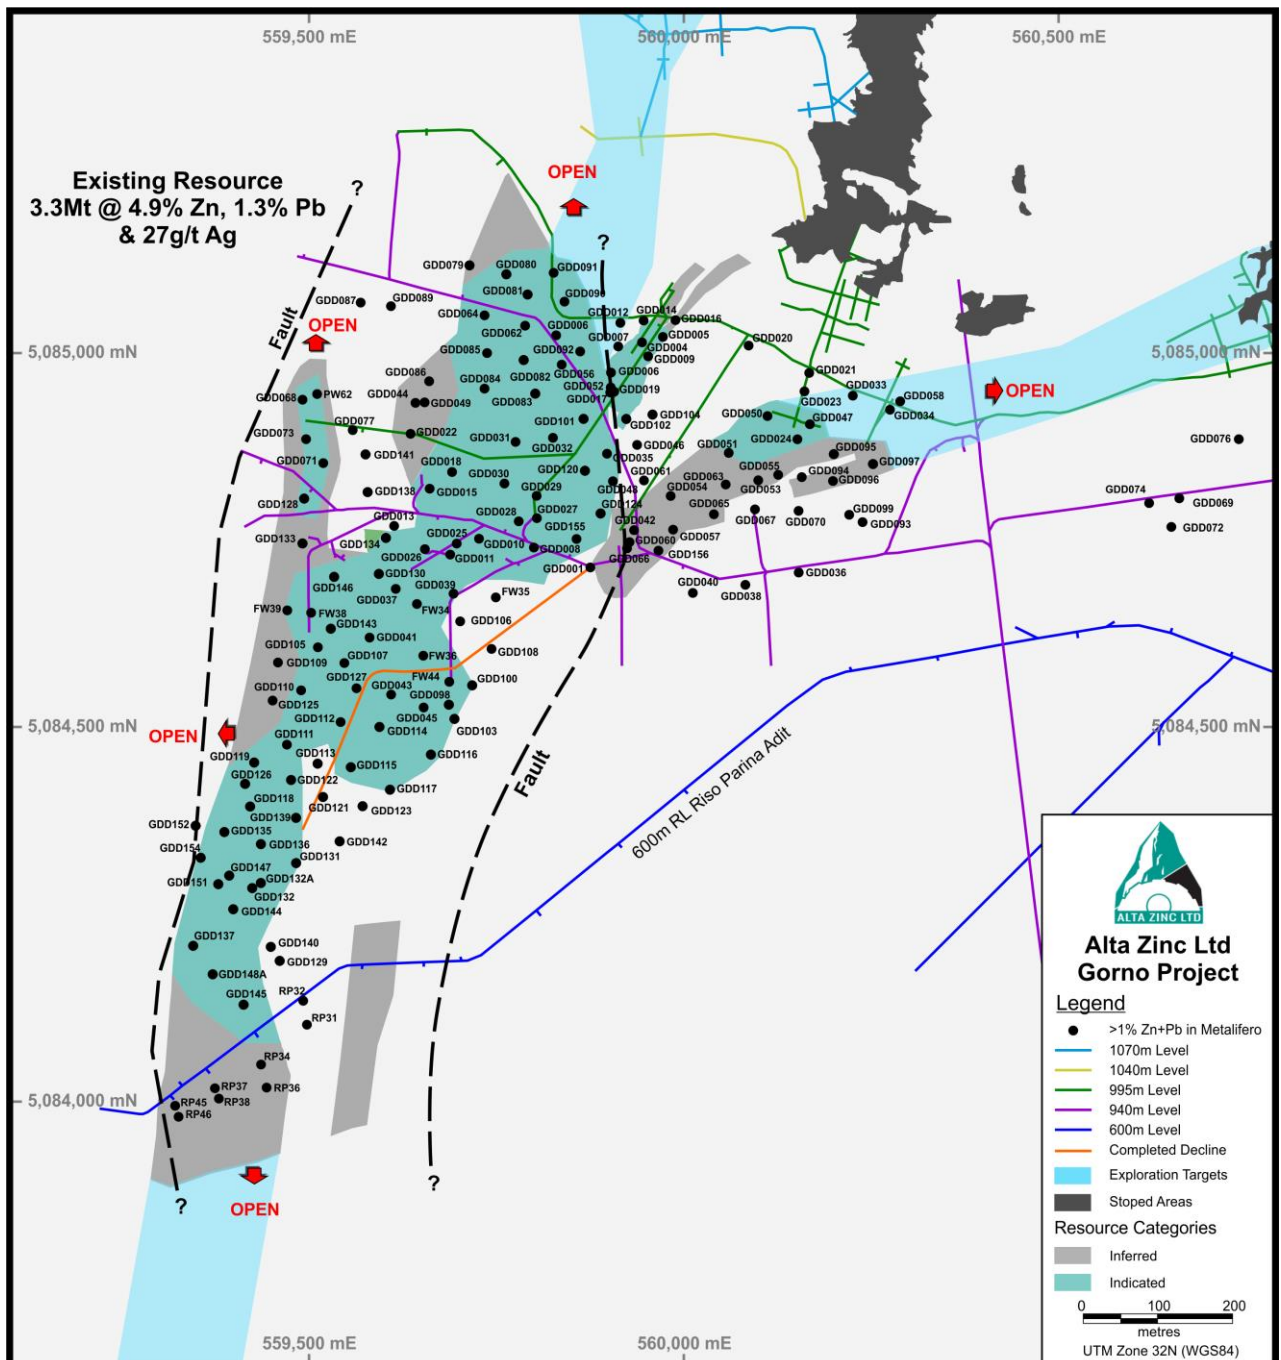 559,500 mE
560,000 mE
560,500 mE
Existing Resource
3.3Mt @ 4.9% Zn, 1.3% Pb
& 27g/t Ag
?
OPEN
?
GDD079
GDD080
GDD091
GDD087
GDD089
GDD081
GDD090
GDD064
GDD012
GDD014
GDD016
Fault
OPEN
GDD062
GDD006
GDD007
GDD005
GDD020
5,085,000 mN
5,085,000 mN
GDD085
GDD092
GDD004
GDD009
GDD086
GDD084
GDD082
GDD056
GDD006
GDD021
GDD033
OPEN
GDD068
PW62
GDD044
GDD049
GDD083
GDD052
GDD017
GDD019
GDD023
GDD058
GDD034
GDD077
GDD101
GDD104
GDD102
GDD050
GDD047
GDD073
GDD022
GDD031
GDD032
GDD046
GDD024
GDD076
GDD141
GDD035
GDD051
GDD095
GDD071
GDD018
GDD030
GDD120
GDD061
GDD063
GDD055
GDD094
GDD097
GDD138
GDD015
GDD029
GDD048
GDD054
GDD053
GDD096
GDD128
GDD028
GDD027
GDD124
GDD065
GDD067
GDD070
GDD099
GDD093
GDD074
GDD069
GDD072
GDD013
GDD155
GDD042
GDD133
GDD134
GDD025
GDD010
GDD008
GDD060
GDD057
GDD026
GDD011
GDD066
GDD156
GDD001
GDD130
GDD036
GDD146
GDD037
GDD039
FW35
GDD040
GDD038
FW39
FW38
FW34
GDD143
GDD106
GDD105
GDD041
GDD109
GDD107
FW36
GDD108
GDD127
FW44
GDD110
GDD043
GDD098
GDD100
GDD125
GDD045
GDD112
GDD114
GDD103
5,084,500 mN
5,084,500 mN
OPEN
GDD111
GDD119
GDD113
GDD116
GDD126
GDD115
GDD122
Fault
600m RL Riso Parina Adit
GDD118
GDD121
GDD117
GDD139
GDD123
GDD152
GDD135
GDD136
GDD142
GDD154
GDD131
GDD147
GDD151
GDD132A
GDD132
GDD144
GDD137
GDD140
GDD129
GDD148A
GDD145
RP32
RP31
RP34
RP37
RP36
RP38
RP45
RP46
5,084,000 mN
?
?
OPEN
559,500 mE
560,000 mE
ALTA ZINC LTD
Alta Zinc Ltd
Gorno Project
Legend
>1% Zn+Pb in Metalifero
1070m Level
1040m Level
995m Level
940m Level
600m Level
Completed Decline
Exploration Targets
Stoped Areas
Resource Categories
Inferred
Indicated
0 100 200
metres
UTM Zone 32N (WGS84)